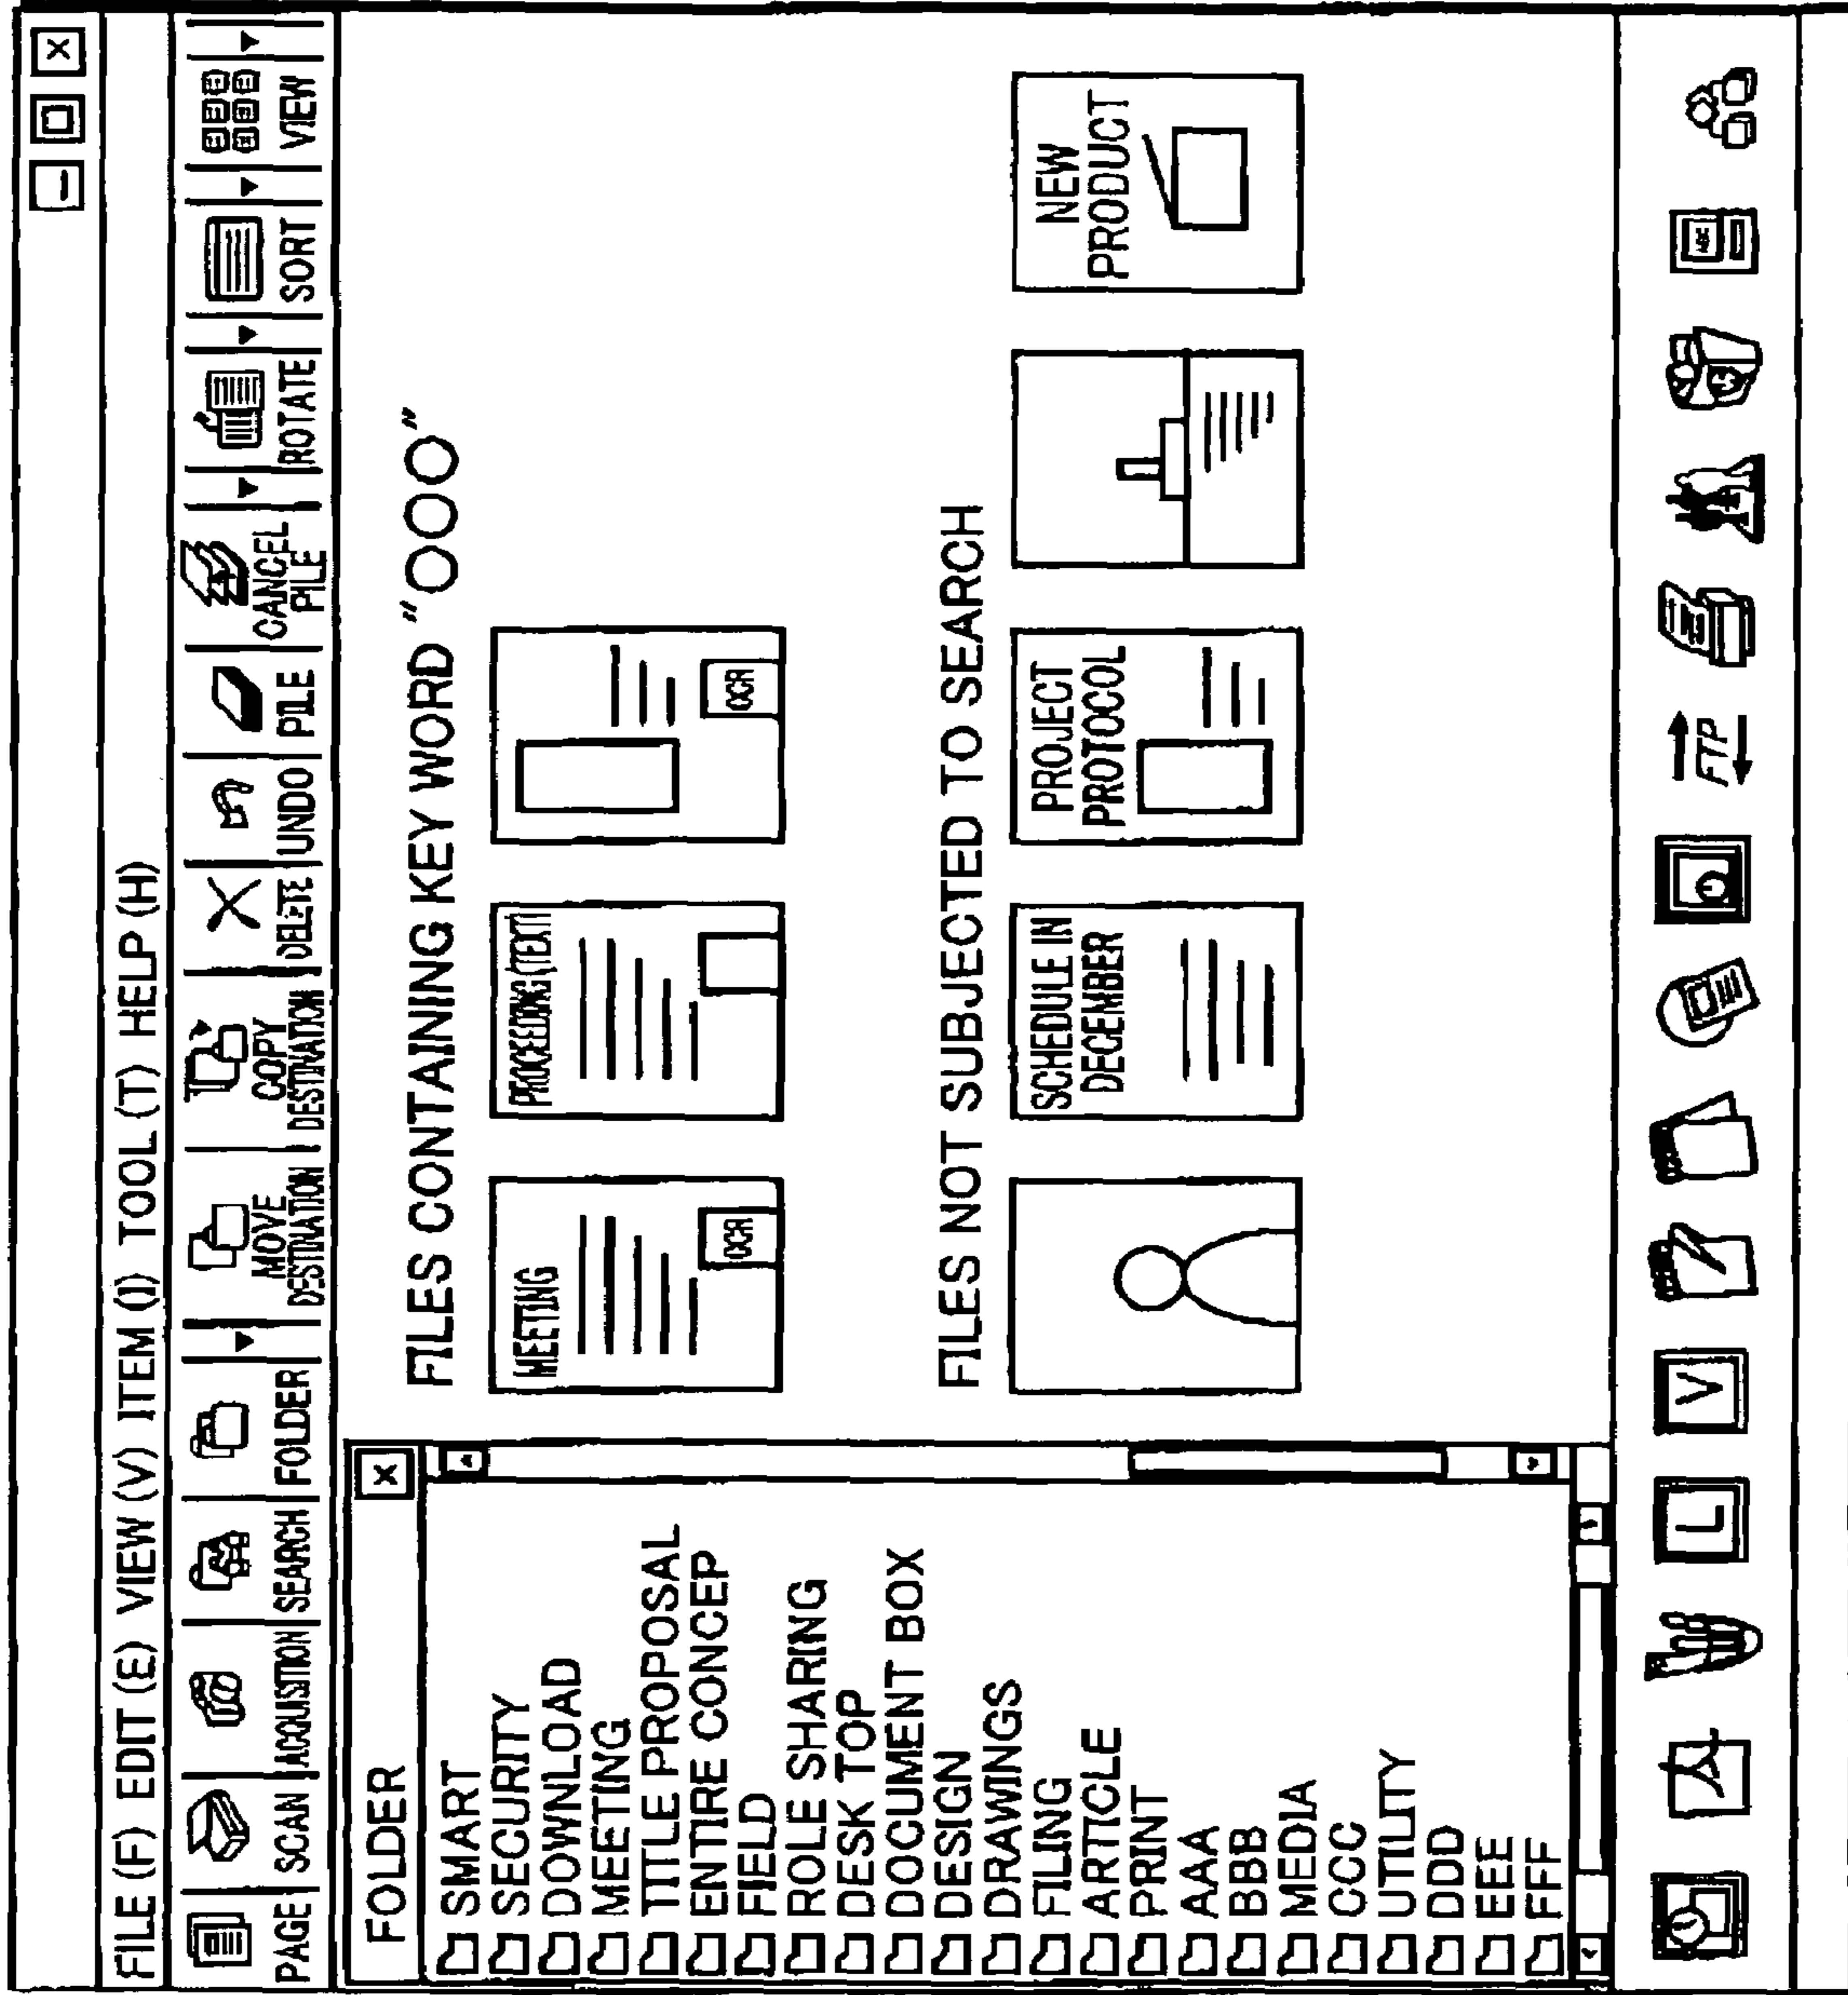 FILE (F) EDIT (E) VIEW (V) ITEM (I) TOOL (T) HELP (H)
PAGE SCAN ACQUISITION SEARCH FOLDER MOVE DESTINATION COPY DESTINATION DELETE UNDO PILE CANCEL PILE ROTATE SORT VIEW
FOLDER
SMART
SECURITY
DOWNLOAD
MEETING
TITLE PROPOSAL
ENTIRE CONCEP
FIELD
ROLE SHARING
DESK TOP
DOCUMENT BOX
DESIGN
DRAWINGS
FILING
ARTICLE
PRINT
AAA
BBB
MEDIA
CCC
UTILITY
DDD
EEE
FFF
FILES CONTAINING KEY WORD "○○○"
MEETING
OCR
PROCEEDING (TEXT)
OCR
FILES NOT SUBJECTED TO SEARCH
SCHEDULE IN
DECEMBER
PROJECT
PROTOCOL
NEW
PRODUCT
L
V
FTP
ABC